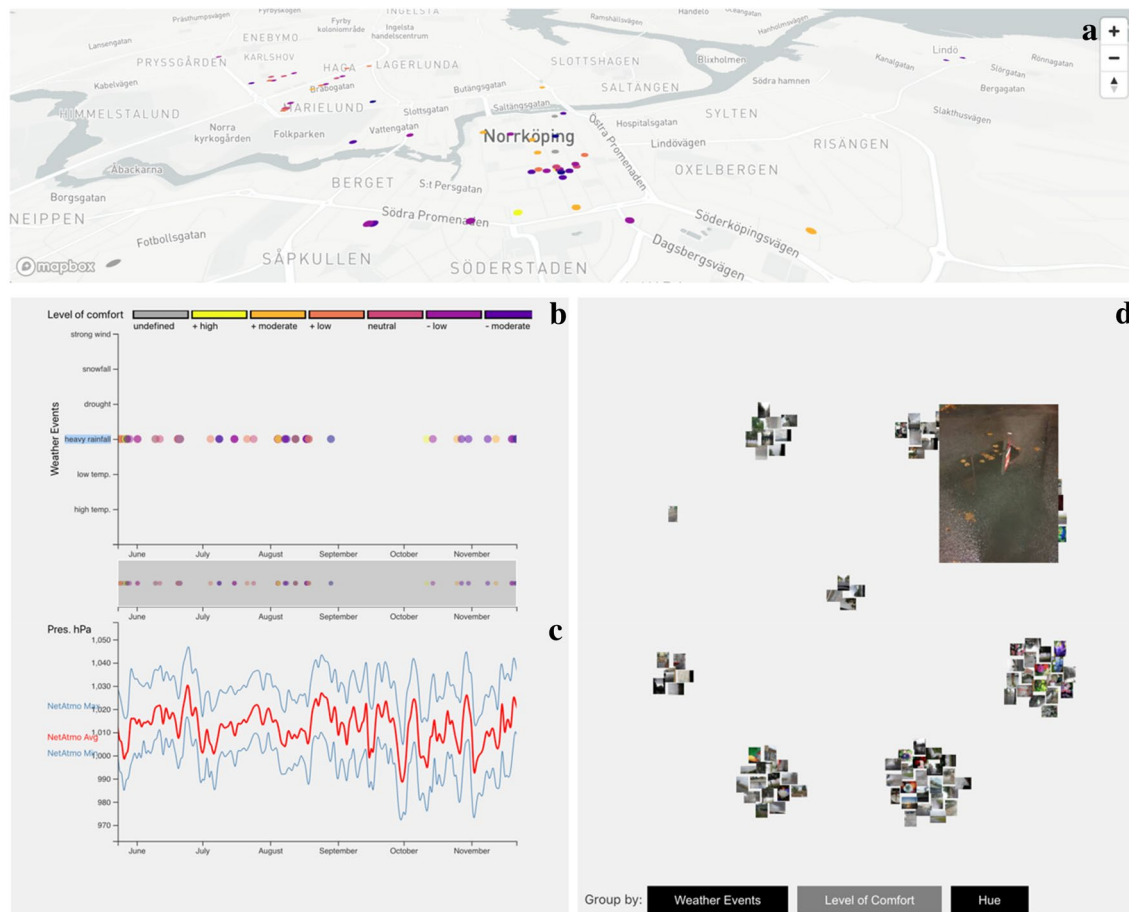 Prästhumpsvägen
Fyrbyskogen
INGELSTA
Ramshällsvägen
Händelö
Oceangatan
Hanholmsvägen
a
Lansengatan
ENEBYMO
Fyrby
koloniområde
Ingelsta
handelscentrum
PRYSSGÅRDEN
KARLSHOV
HAGA
LAGERLUNDA
SLOTTSHAGEN
Blixholmen
Lindö
Rönnagatan
Kabelvägen
Bråbogatan
Butängsgatan
SALTÄNGEN
Södra hamnen
Kanalgatan
Slörgatan
Bergagatan
HIMMELSTALUND
MARIELUND
Slottsgatan
Saltängsgatan
Norra
kyrkogården
Folkparken
Vattengatan
Norrköping
Östra Promenaden
Hospitalsgatan
SYLTEN
Slakthusvägen
Lindövägen
RISÄNGEN
Åbackarna
BERGET
S:t Persgatan
OXELBERGEN
Borgsgatan
NEIPPEN
Södra Promenaden
Söderköpingsvägen
Fotbollsgatan
Dagsbergsvägen
mapbox
SÅPKULLEN
SÖDERSTADEN
b
Level of comfort
undefined + high + moderate + low neutral - low - moderate
Weather Events
strong wind
snowfall
drought
heavy rainfall
low temp.
high temp.
June July August September October November
June July August September October November
c
Pres. hPa
1,050
1,040
1,030
NetAtmo Max
1,020
1,010
NetAtmo Avg
NetAtmo Min
1,000
990
980
970
June July August September October November
d
Group by: Weather Events Level of Comfort Hue